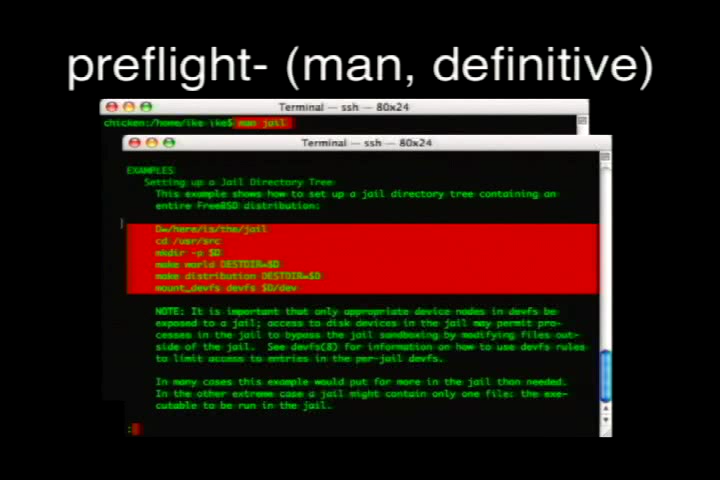 preflight- (man, definitive)
Terminal — ssh — 80x24
chicken:/home/ike ike$ man jail
Terminal — ssh — 80x24
EXAMPLES
Setting up a Jail Directory Tree
This example shows how to set up a jail directory tree containing an
entire FreeBSD distribution:
D=/here/is/the/jail
cd /usr/src
mkdir -p $D
make world DESTDIR=$D
make distribution DESTDIR=$D
mount_devfs devfs $D/dev
NOTE: It is important that only appropriate device nodes in devfs be
exposed to a jail; access to disk devices in the jail may permit pro-
cesses in the jail to bypass the jail sandboxing by modifying files out-
side of the jail.  See devfs(8) for information on how to use devfs rules
to limit access to entries in the per-jail devfs.
In many cases this example would put far more in the jail than needed.
In the other extreme case a jail might contain only one file: the exe-
cutable to be run in the jail.
: